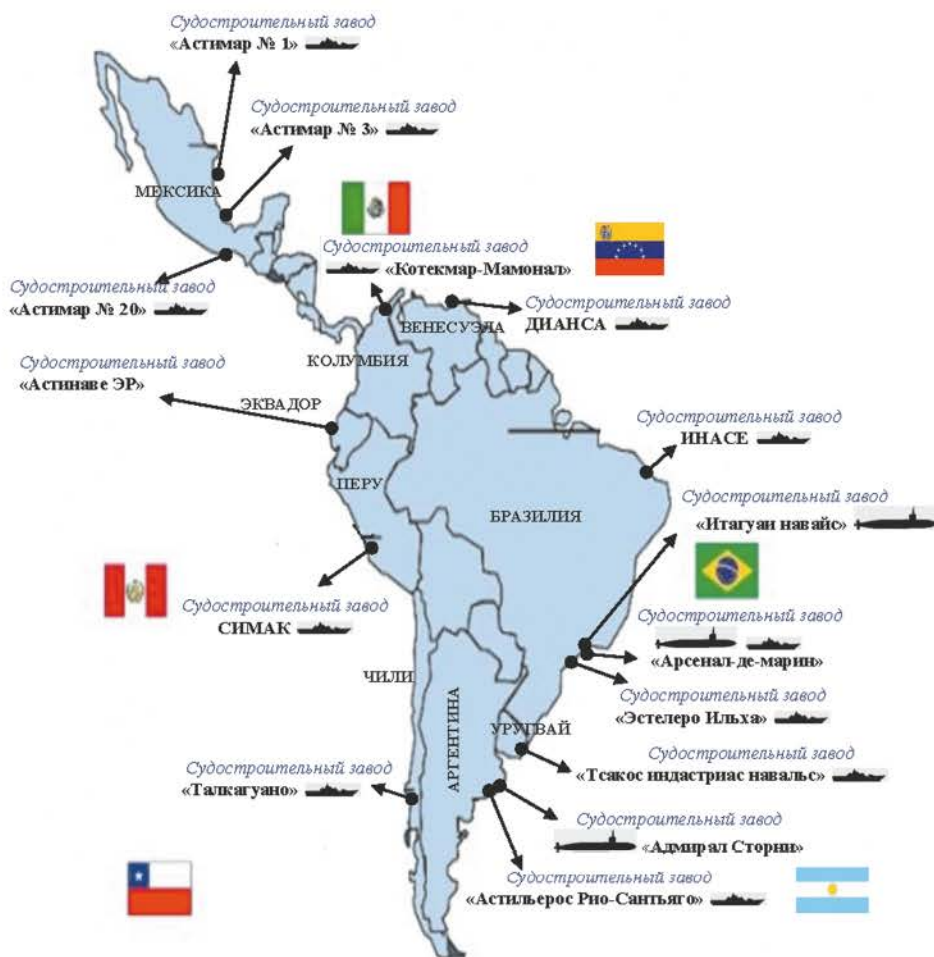 Судостроительный завод
«Астимар № 1»
Судостроительный завод
«Астимар № 3»
МЕКСИКА
Судостроительный завод
«Котекмар-Мамонал»
Судостроительный завод
«Астимар № 20»
Судостроительный завод
ДИАНСА
ВЕНЕСУЭЛА
КОЛУМБИЯ
Судостроительный завод
«Астинаве ЭР»
ЭКВАДОР
Судостроительный завод
ИНАСЕ
ПЕРУ
Судостроительный завод
«Итагуаи навайс»
БРАЗИЛИЯ
Судостроительный завод
СИМАК
Судостроительный завод
«Арсенал-де-марин»
ЧИЛИ
Судостроительный завод
«Эстелеро Ильха»
УРУГВАЙ
АРГЕНТИНА
Судостроительный завод
«Тсакос индастриас навальс»
Судостроительный завод
«Талкагуано»
Судостроительный завод
«Адмирал Сторни»
Судостроительный завод
«Астильерос Рио-Сантьяго»